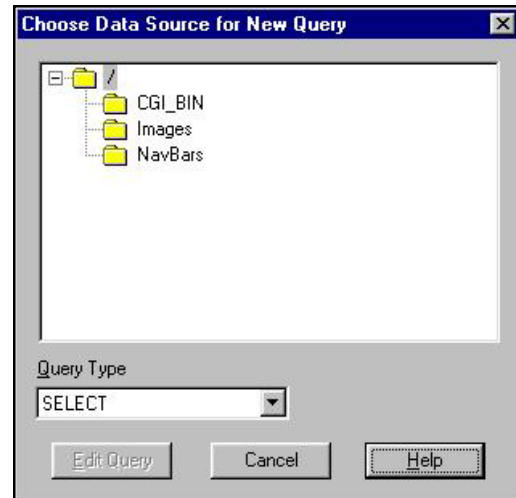 Choose Data Source for New Query
/
CGI_BIN
Images
NavBars
Query Type
SELECT
Edit Query Cancel Help